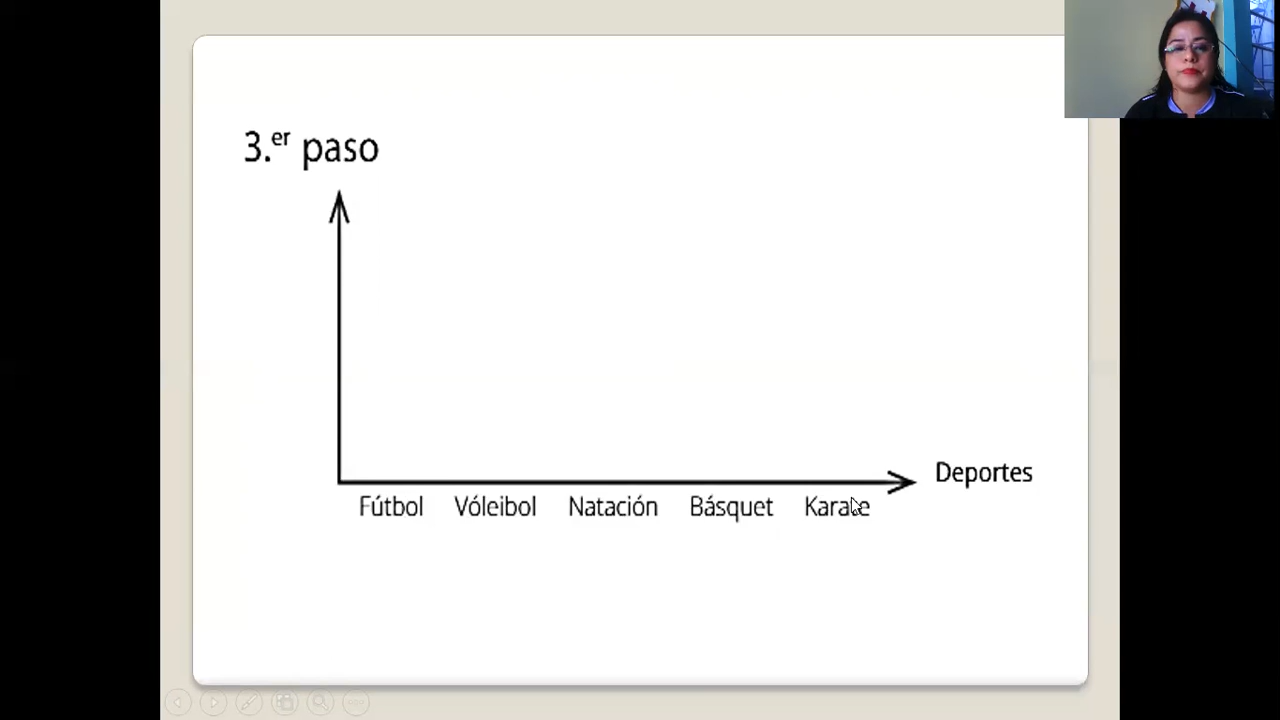 3.er paso
Deportes
Fútbol Vóleibol Natación Básquet Karate